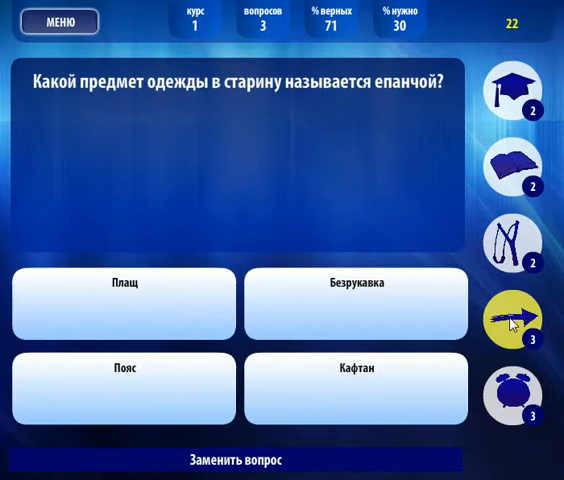 МЕНЮ
курс
1
вопросов
3
% верных
71
% нужно
30
22
Какой предмет одежды в старину называется епанчой?
2
2
2
3
3
Плащ
Безрукавка
Пояс
Кафтан
Заменить вопрос